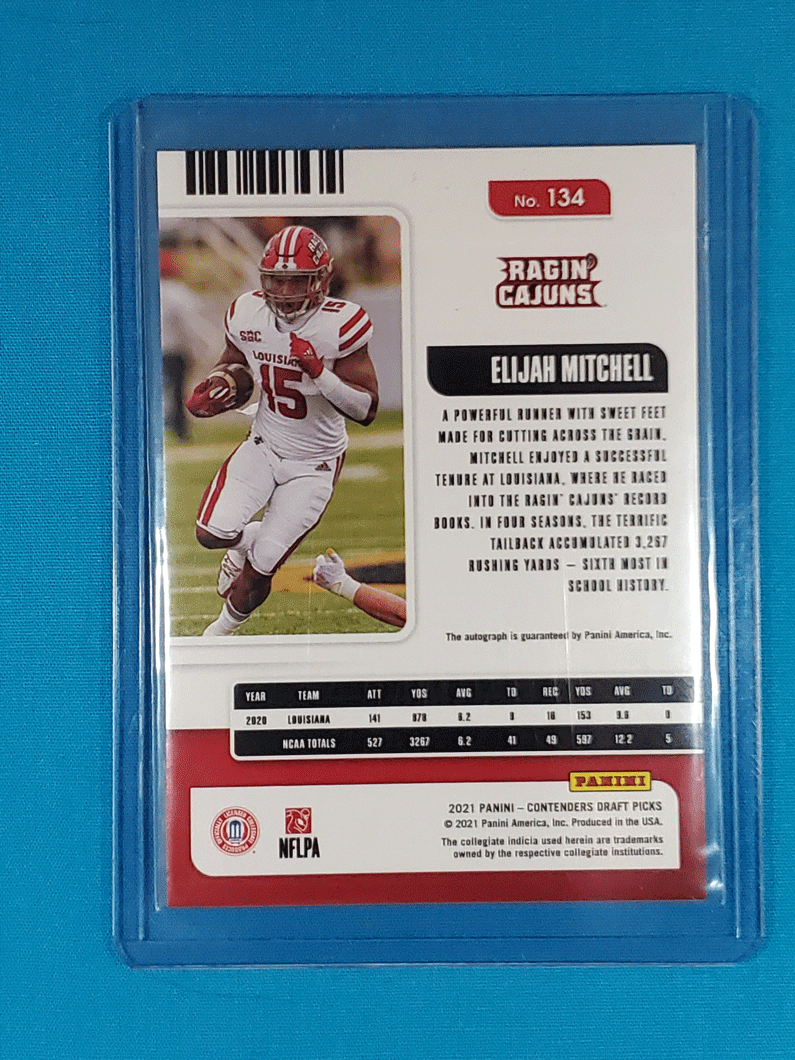 No. 134
RAGIN'
CAJUNS
SBC
LOUISIANA
15
15
ELIJAH MITCHELL
A POWERFUL RUNNER WITH SWEET FEET
MADE FOR CUTTING ACROSS THE GRAIN,
MITCHELL ENJOYED A SUCCESSFUL
TENURE AT LOUISIANA, WHERE HE RACED
INTO THE RAGIN' CAJUNS' RECORD
BOOKS. IN FOUR SEASONS, THE TERRIFIC
TAILBACK ACCUMULATED 3,267
RUSHING YARDS – SIXTH MOST IN
SCHOOL HISTORY.
The autograph is guaranteed by Panini America, Inc.
YEAR TEAM ATT YDS AVG TD REC YDS AVG TD
2020 LOUISIANA 141 878 6.2 8 16 153 9.6 0
NCAA TOTALS 527 3267 6.2 41 49 597 12.2 5
PANINI
2021 PANINI – CONTENDERS DRAFT PICKS
© 2021 Panini America, Inc. Produced in the USA.
The collegiate indicia used herein are trademarks
owned by the respective collegiate institutions.
OFFICIALLY LICENSED COLLEGIATE PRODUCTS
NFLPA